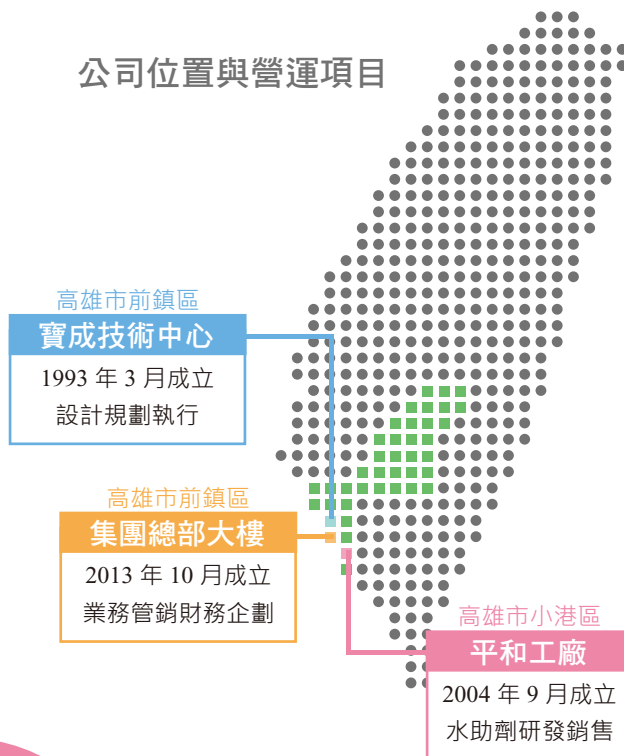 公司位置與營運項目
高雄市前鎮區
寶成技術中心
1993 年 3 月成立
設計規劃執行
高雄市前鎮區
集團總部大樓
2013 年 10 月成立
業務管銷財務企劃
高雄市小港區
平和工廠
2004 年 9 月成立
水助劑研發銷售